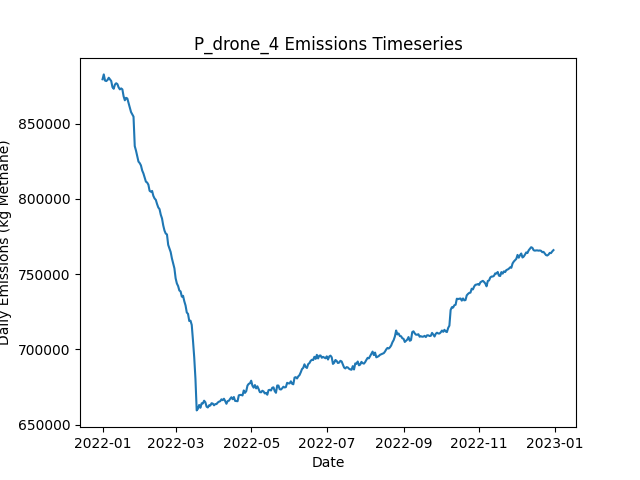 P_drone_4 Emissions Timeseries
850000
800000
750000
700000
650000
Daily Emissions (kg Methane)
2022-01 2022-03 2022-05 2022-07 2022-09 2022-11 2023-01
Date